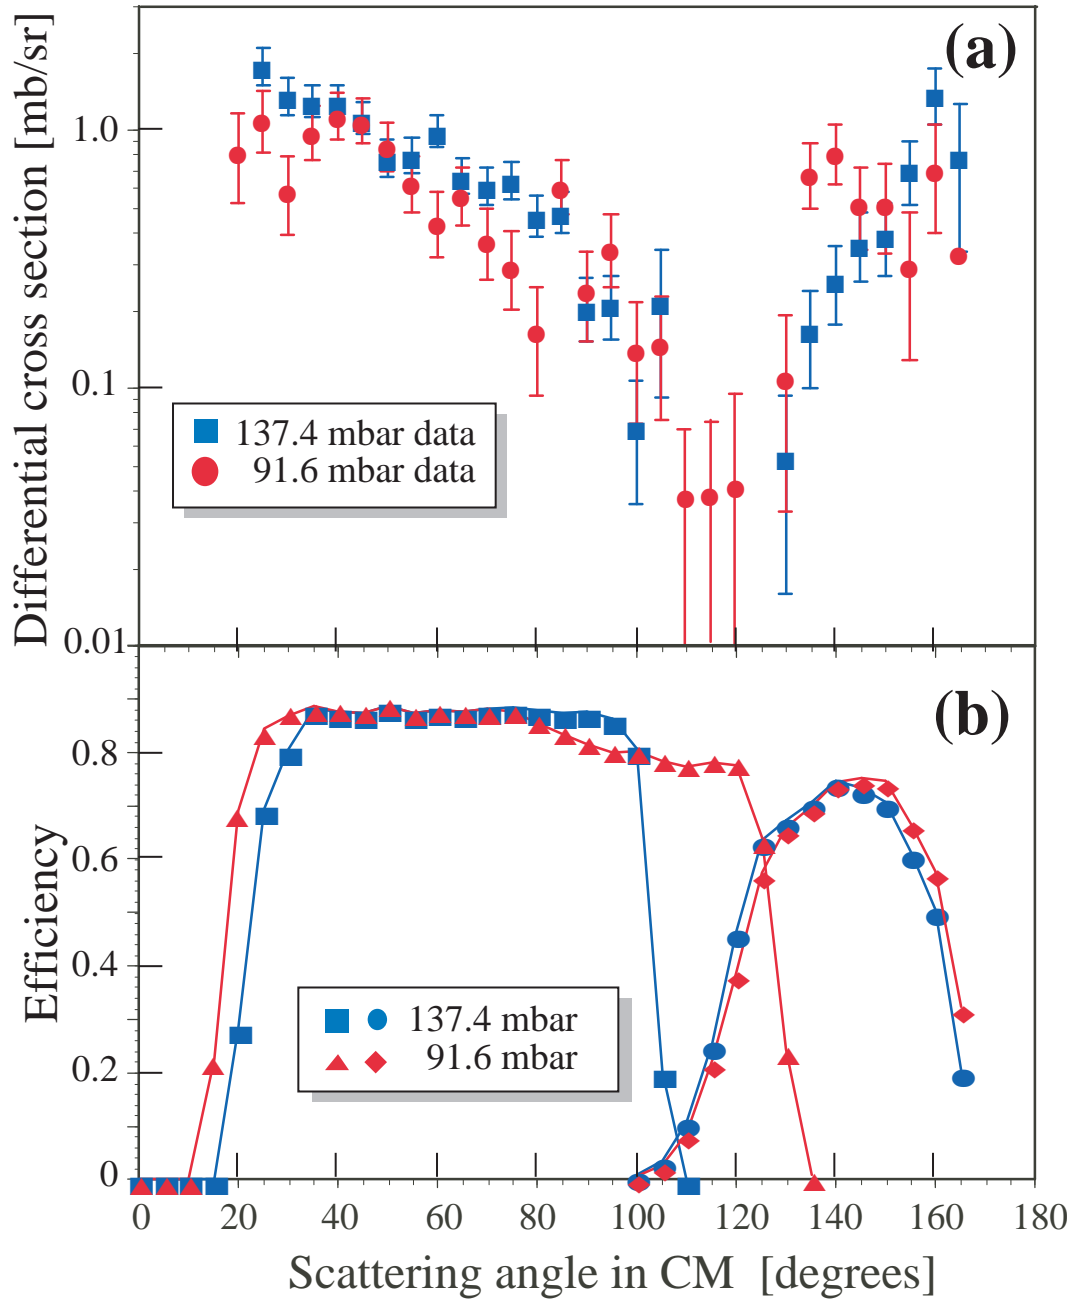 (a)
Differential cross section [mb/sr]
1.0
0.1
0.01
137.4 mbar data
91.6 mbar data
(b)
Efficiency
0.8
0.6
0.4
0.2
0
137.4 mbar
91.6 mbar
0 20 40 60 80 100 120 140 160 180
Scattering angle in CM [degrees]